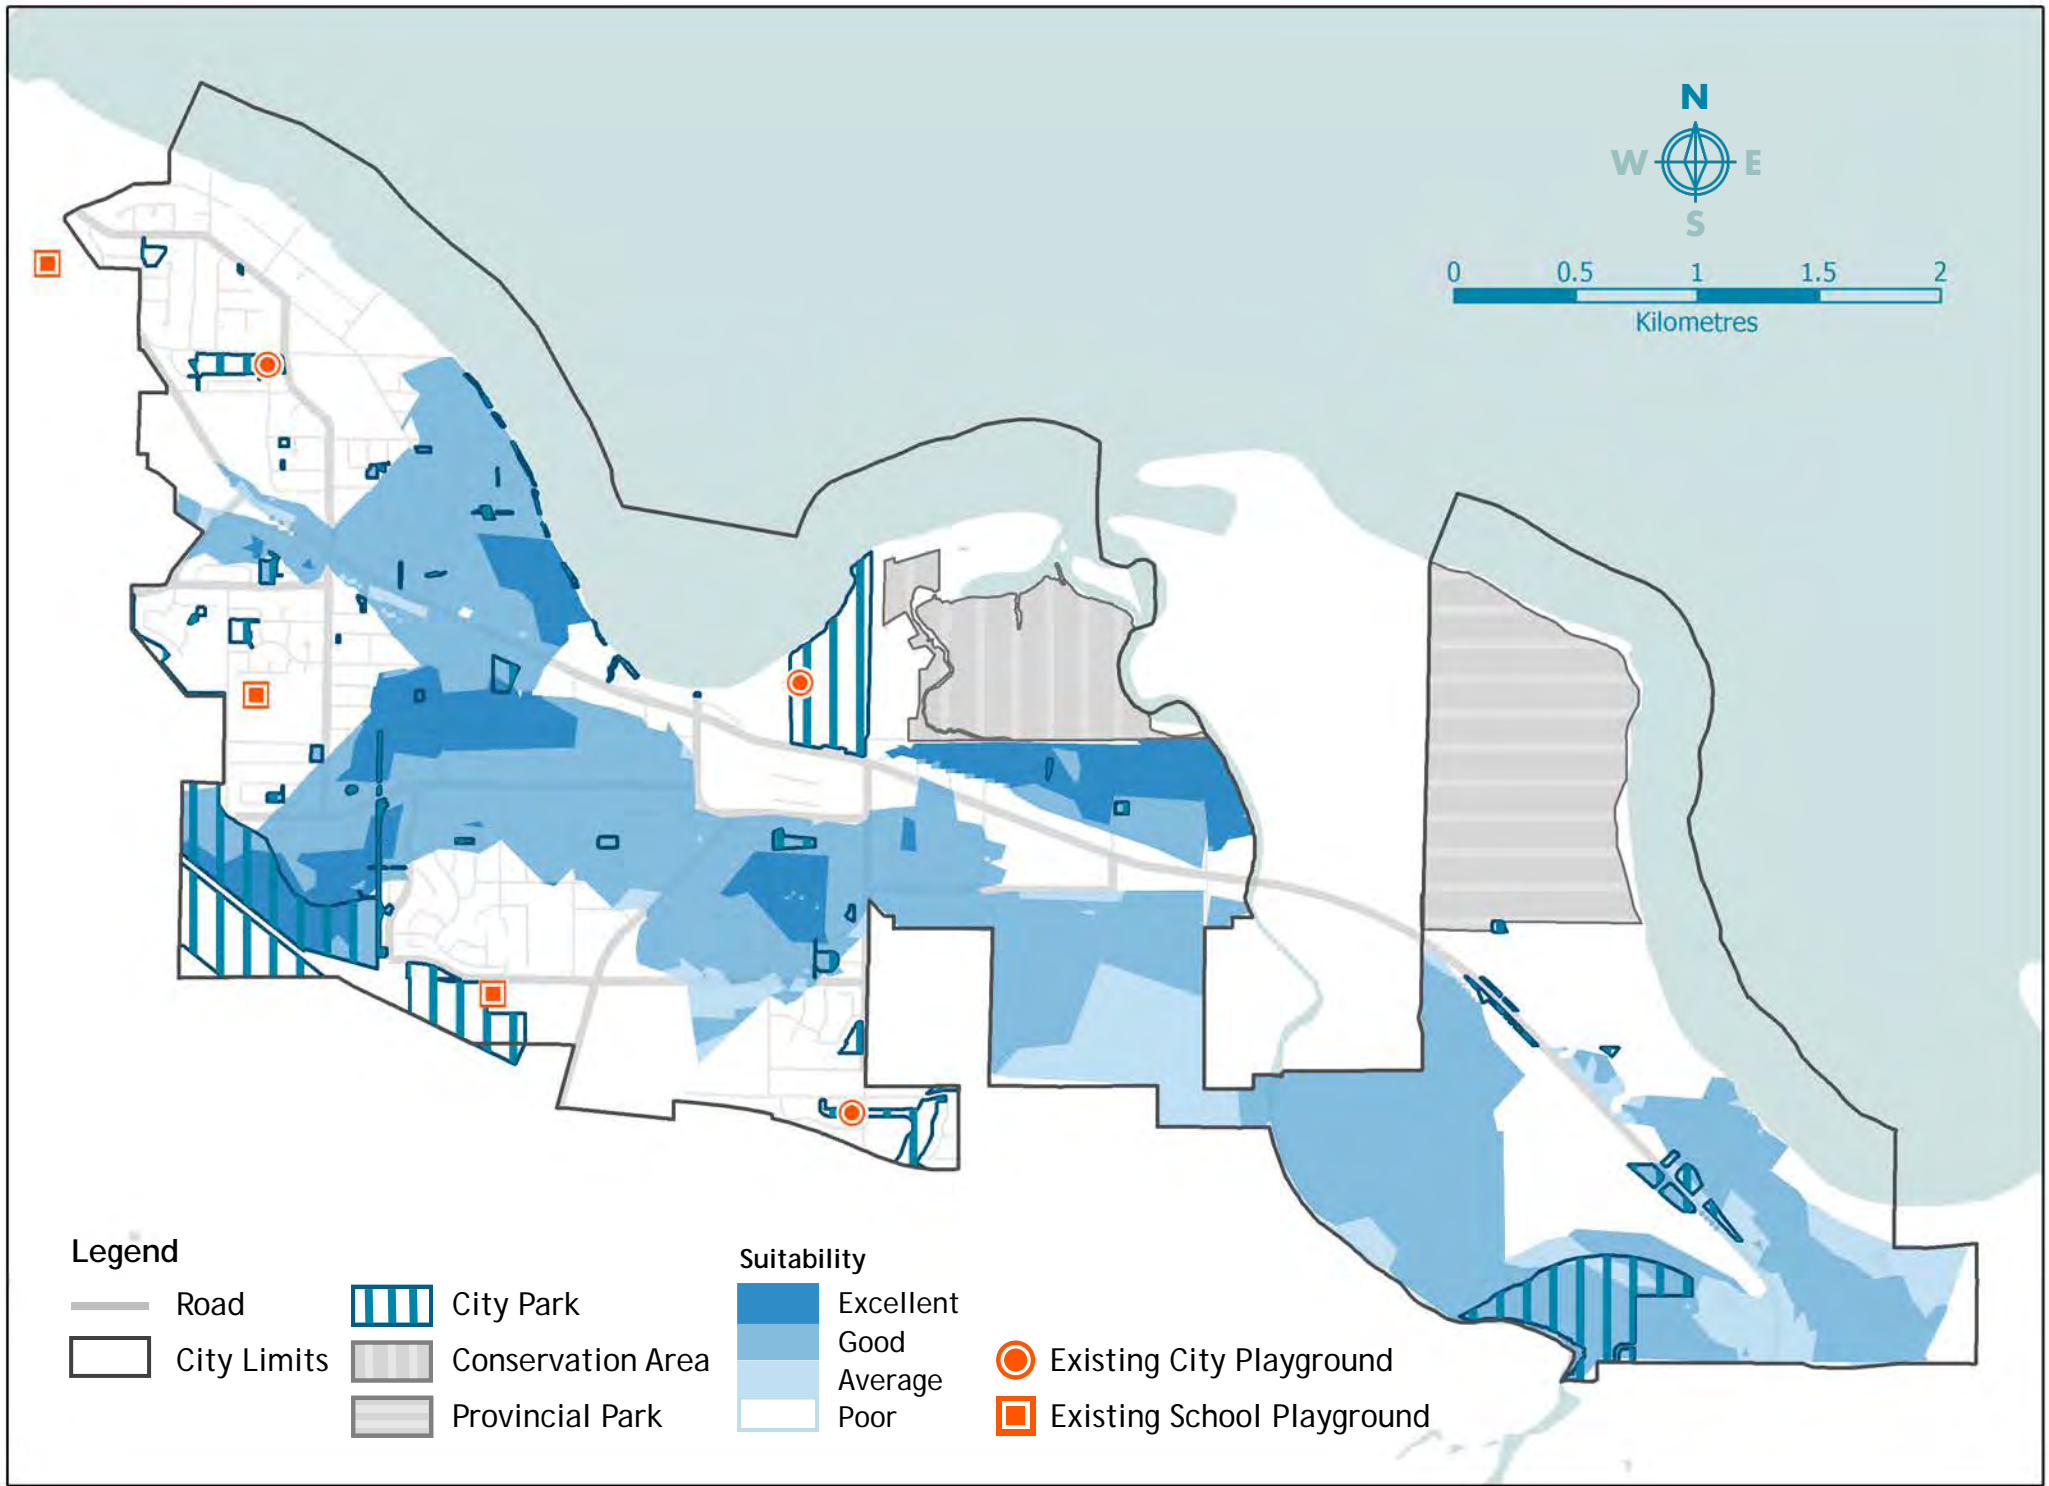 N
W E
S
0 0.5 1 1.5 2
Kilometres
Legend
Road
City Limits
City Park
Conservation Area
Provincial Park
Suitability
Excellent
Good
Average
Poor
Existing City Playground
Existing School Playground